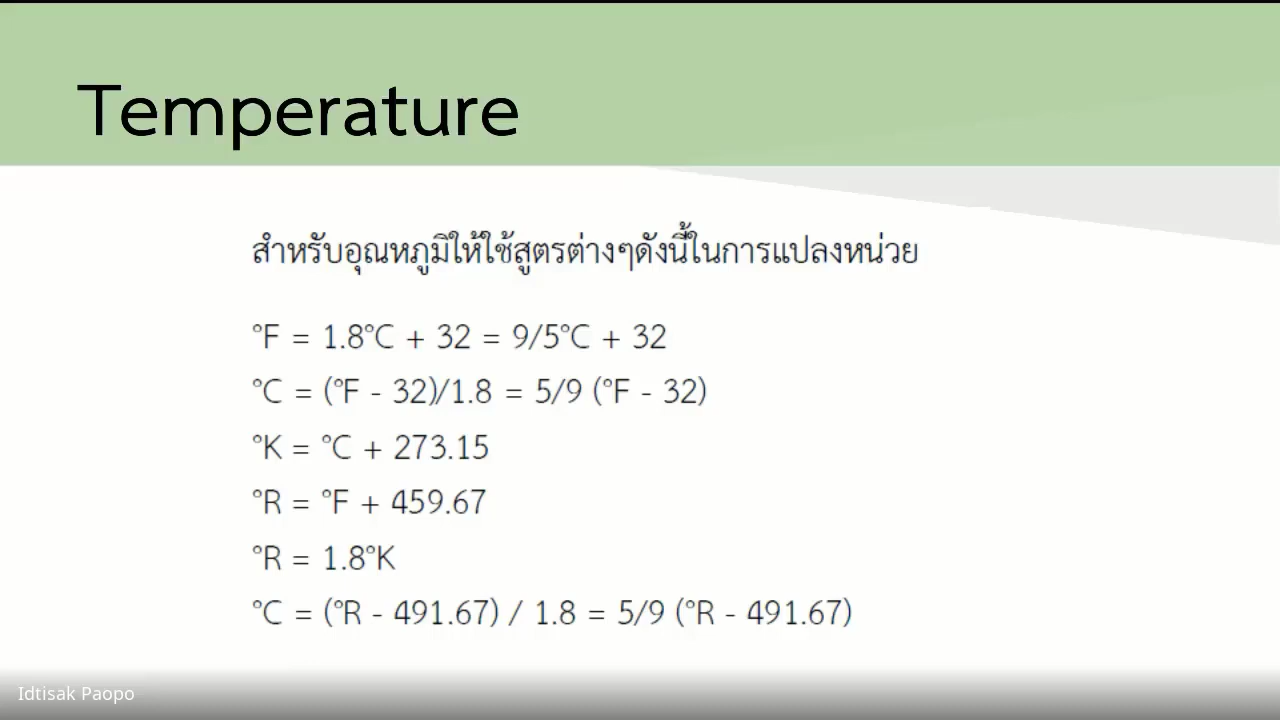 Temperature
สำหรับอุณหภูมิให้ใช้สูตรต่างๆดังนี้ในการแปลงหน่วย
°F = 1.8°C + 32 = 9/5°C + 32
°C = (°F - 32)/1.8 = 5/9 (°F - 32)
°K = °C + 273.15
°R = °F + 459.67
°R = 1.8°K
°C = (°R - 491.67) / 1.8 = 5/9 (°R - 491.67)
Idtisak Paopo